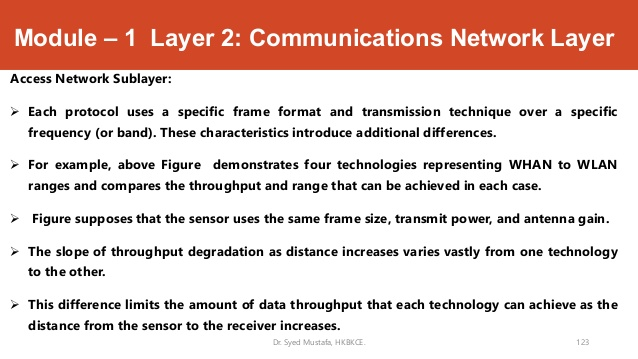 Module – 1 Layer 2: Communications Network Layer
Access Network Sublayer:
➢ Each protocol uses a specific frame format and transmission technique over a specific
frequency (or band). These characteristics introduce additional differences.
➢ For example, above Figure demonstrates four technologies representing WHAN to WLAN
ranges and compares the throughput and range that can be achieved in each case.
➢ Figure supposes that the sensor uses the same frame size, transmit power, and antenna gain.
➢ The slope of throughput degradation as distance increases varies vastly from one technology
to the other.
➢ This difference limits the amount of data throughput that each technology can achieve as the
distance from the sensor to the receiver increases.
Dr. Syed Mustafa, HKBKCE. 123